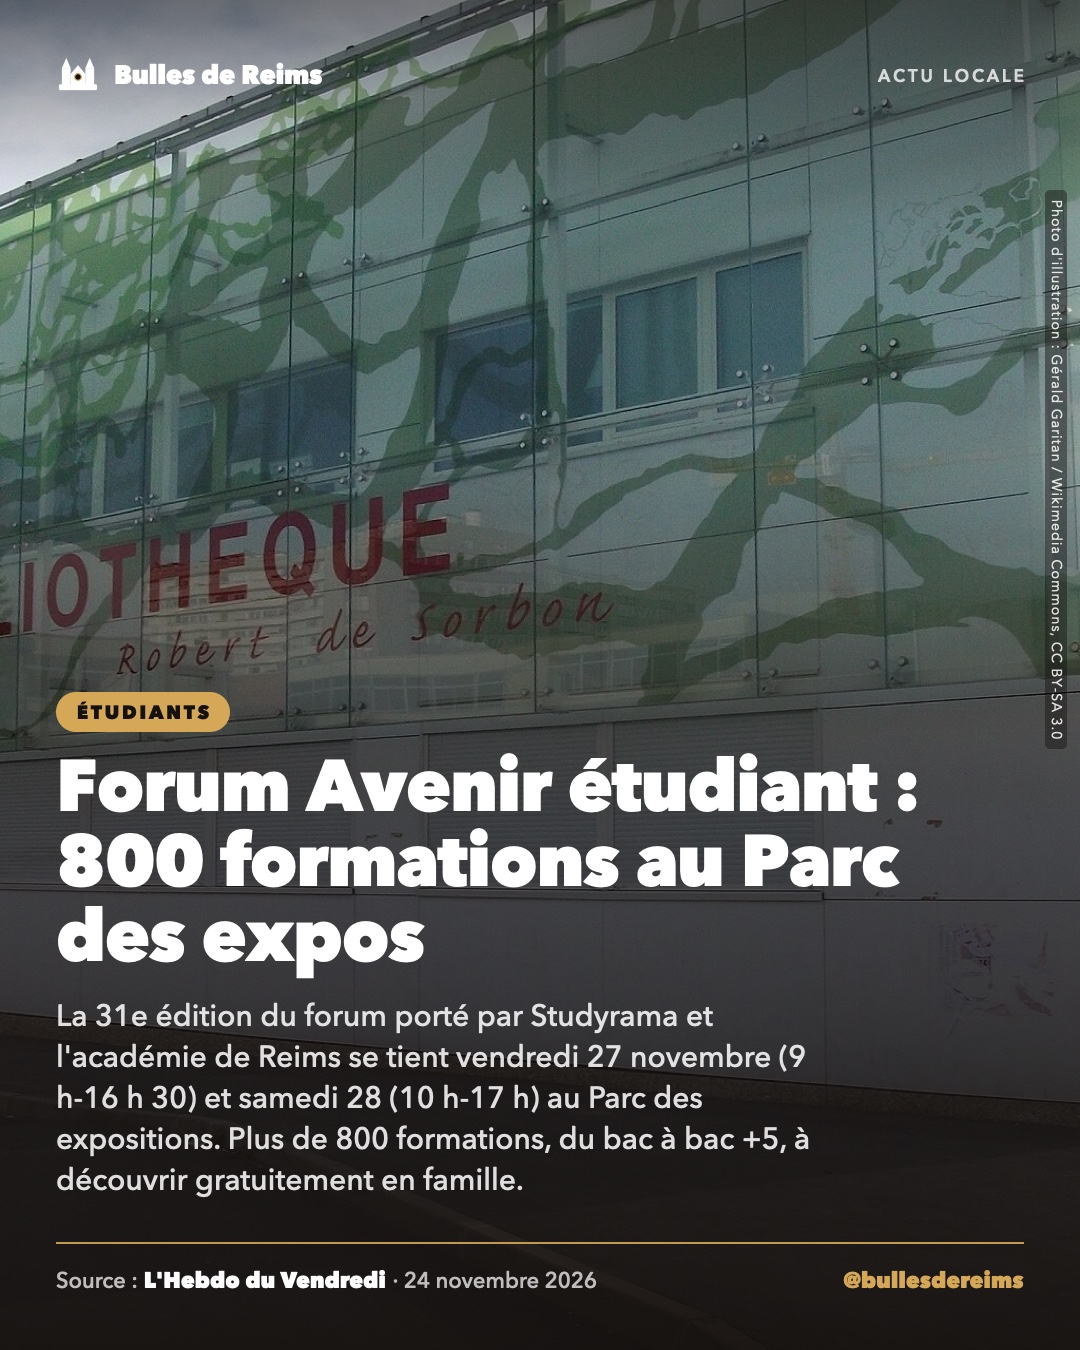 Bulles de Reims
ACTU LOCALE
Photo d'illustration : Gérald Garitan / Wikimedia Commons, CC BY-SA 3.0
LIOTHEQUE
Robert de Sorbon
ÉTUDIANTS
Forum Avenir étudiant :
800 formations au Parc
des expos
La 31e édition du forum porté par Studyrama et
l'académie de Reims se tient vendredi 27 novembre (9
h-16 h 30) et samedi 28 (10 h-17 h) au Parc des
expositions. Plus de 800 formations, du bac à bac +5, à
découvrir gratuitement en famille.
Source : L'Hebdo du Vendredi · 24 novembre 2026
@bullesdereims